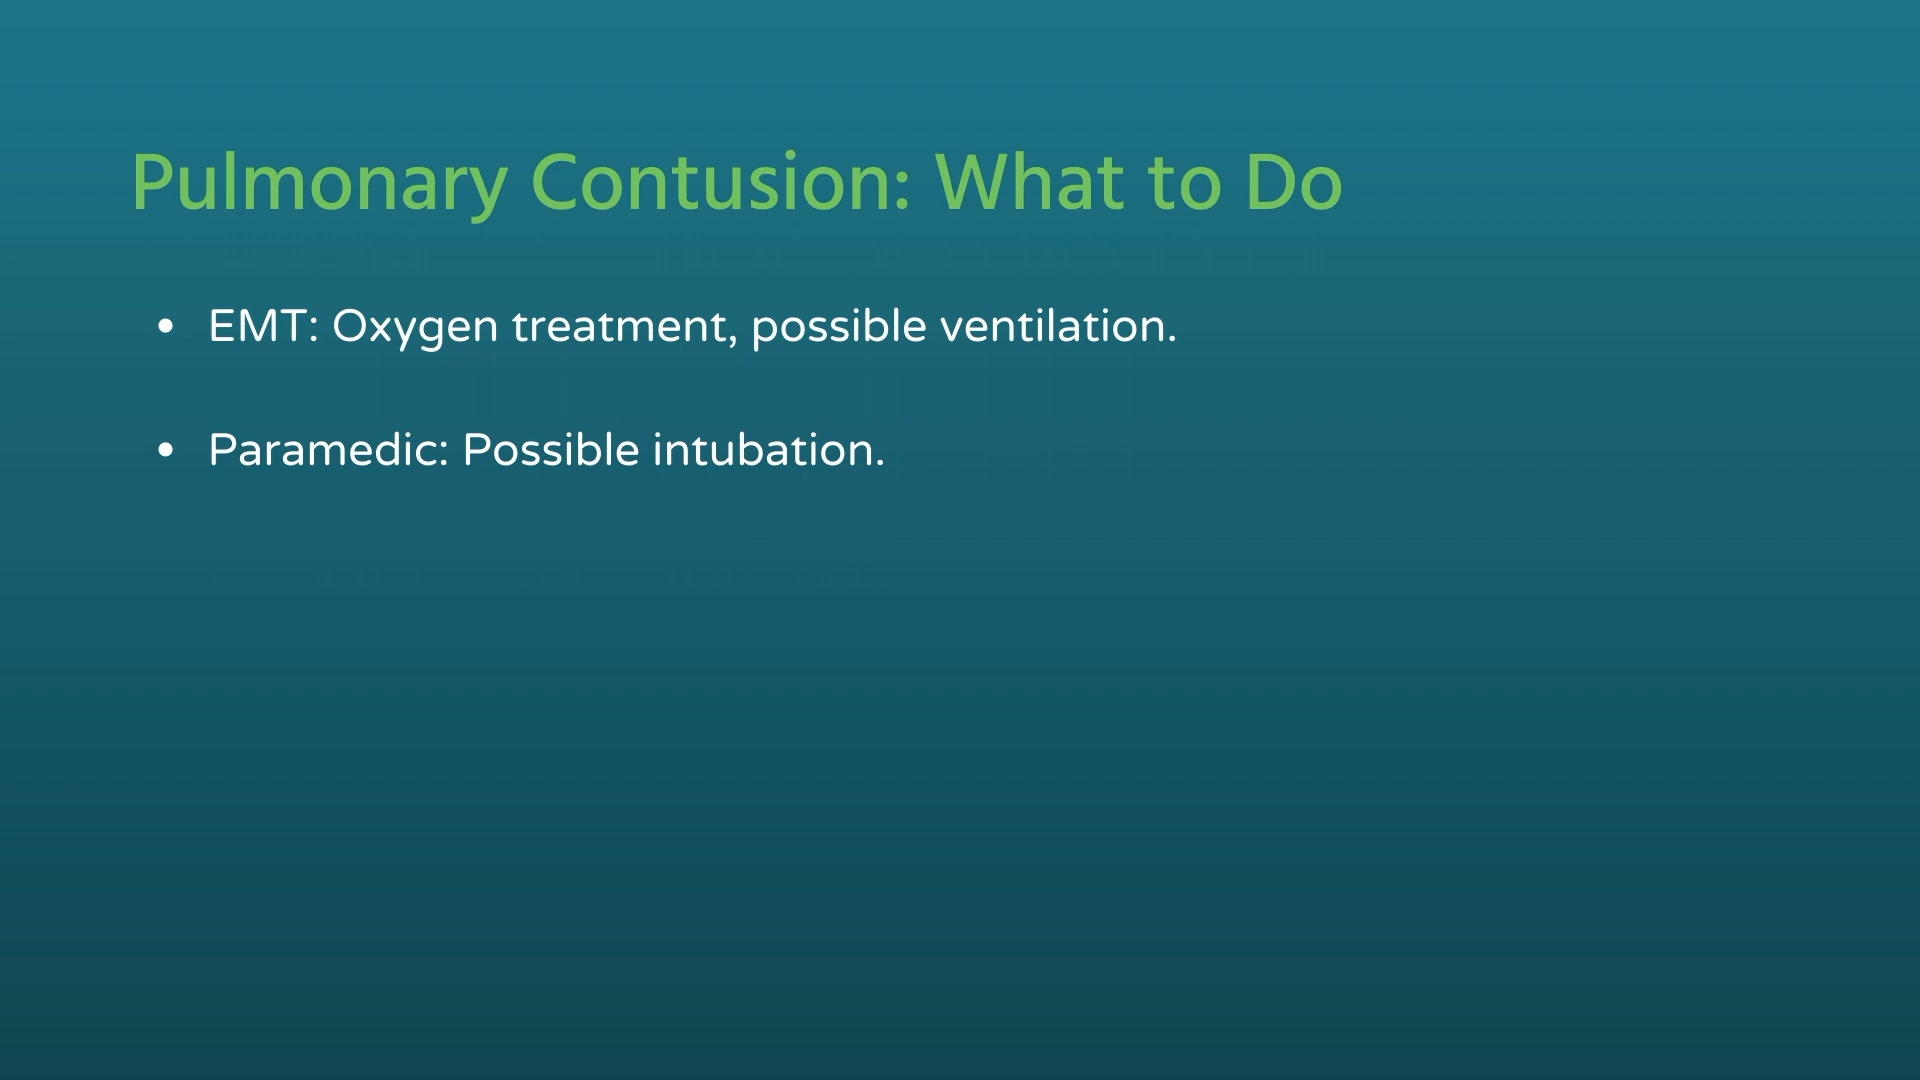 Pulmonary Contusion: What to Do
• EMT: Oxygen treatment, possible ventilation.
• Paramedic: Possible intubation.